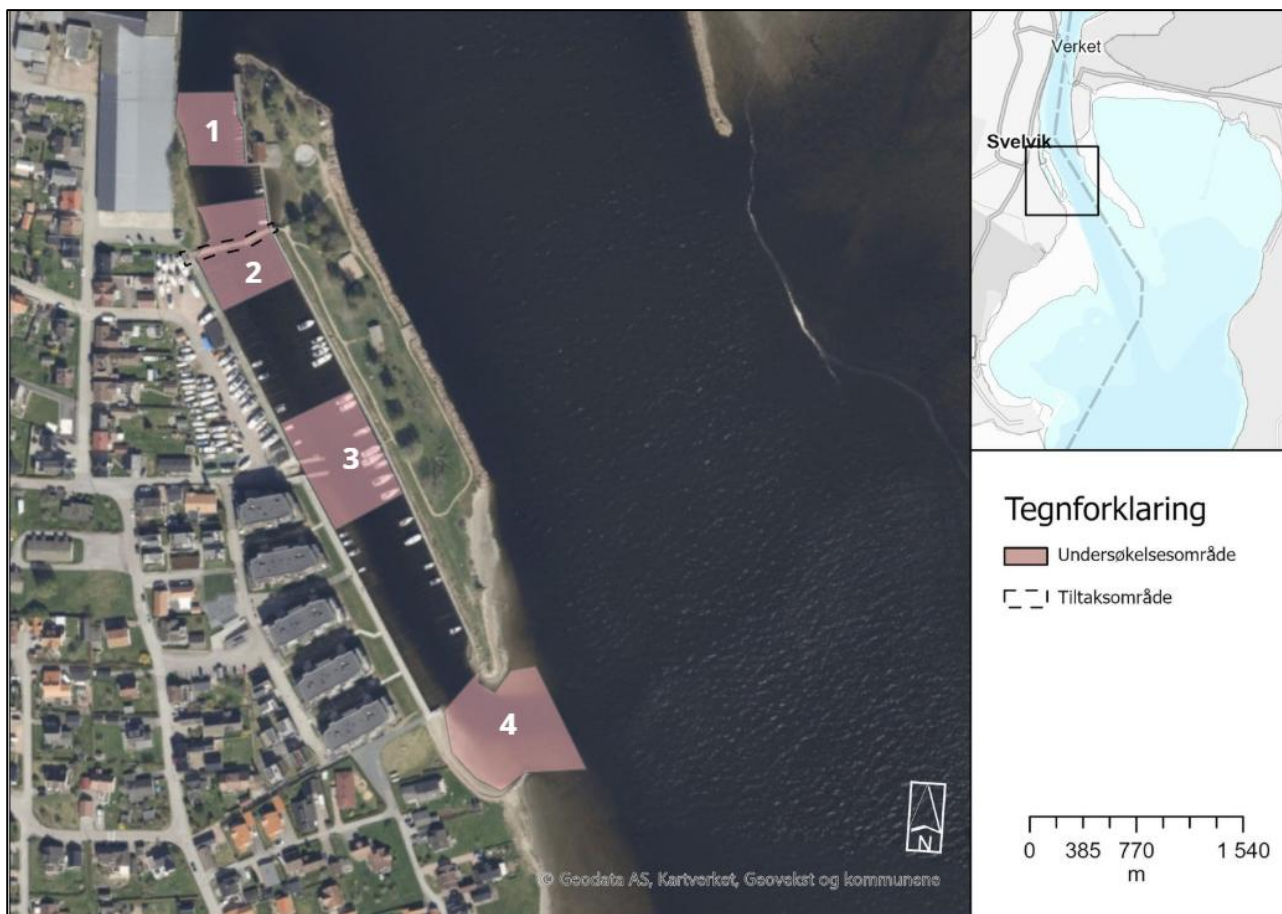 1
2
3
4
© Geodata AS, Kartverket, Geovekst og kommunene
N
Verket
Svelvik
Tegnforklaring
Undersøkelsesområde
Tiltaksområde
0 385 770 1 540
m